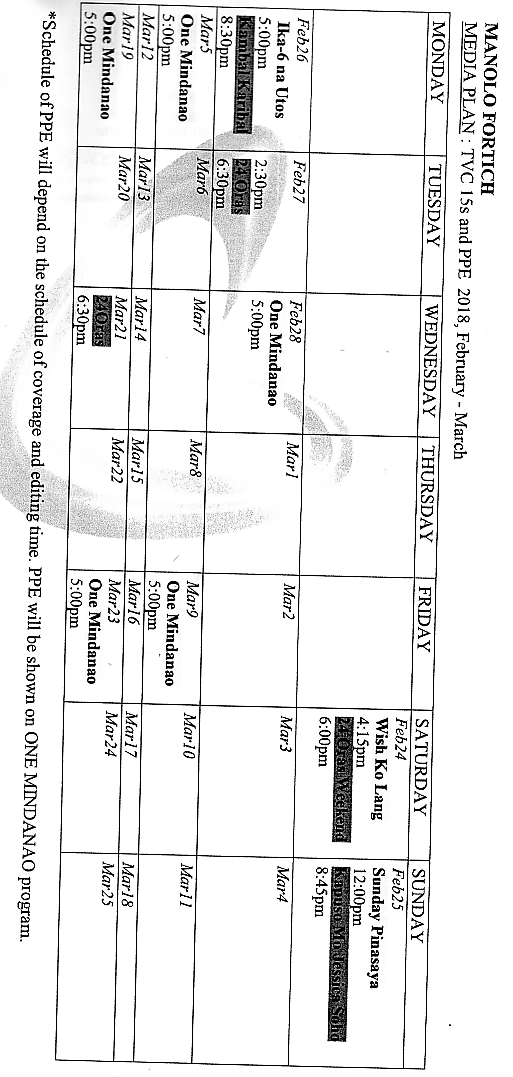 MANOLO FORTICH
MEDIA PLAN : TVC 15s and PPE 2018, February - March
MONDAY
TUESDAY
WEDNESDAY
THURSDAY
FRIDAY
SATURDAY
SUNDAY
Feb24
Wish Ko Lang
4:15pm
24 Oras Weekend
6:00pm
Feb25
Sunday Pinasaya
12:00pm
Kapuso Mo Jessica Soho
8:45pm
Feb26
Ika-6 na Utos
5:00pm
Kambal Karibal
8:30pm
Feb27
2:30pm
24 Oras
6:30pm
Feb28
One Mindanao
5:00pm
Mar1
Mar2
Mar3
Mar4
Mar5
One Mindanao
5:00pm
Mar6
Mar7
Mar8
Mar9
One Mindanao
5:00pm
Mar10
Mar11
Mar12
Mar13
Mar14
Mar15
Mar16
Mar17
Mar18
Mar19
One Mindanao
5:00pm
Mar20
Mar21
24 Oras
6:30pm
Mar22
Mar23
One Mindanao
5:00pm
Mar24
Mar25
*Schedule of PPE will depend on the schedule of coverage and editing time. PPE will be shown on ONE MINDANAO program.